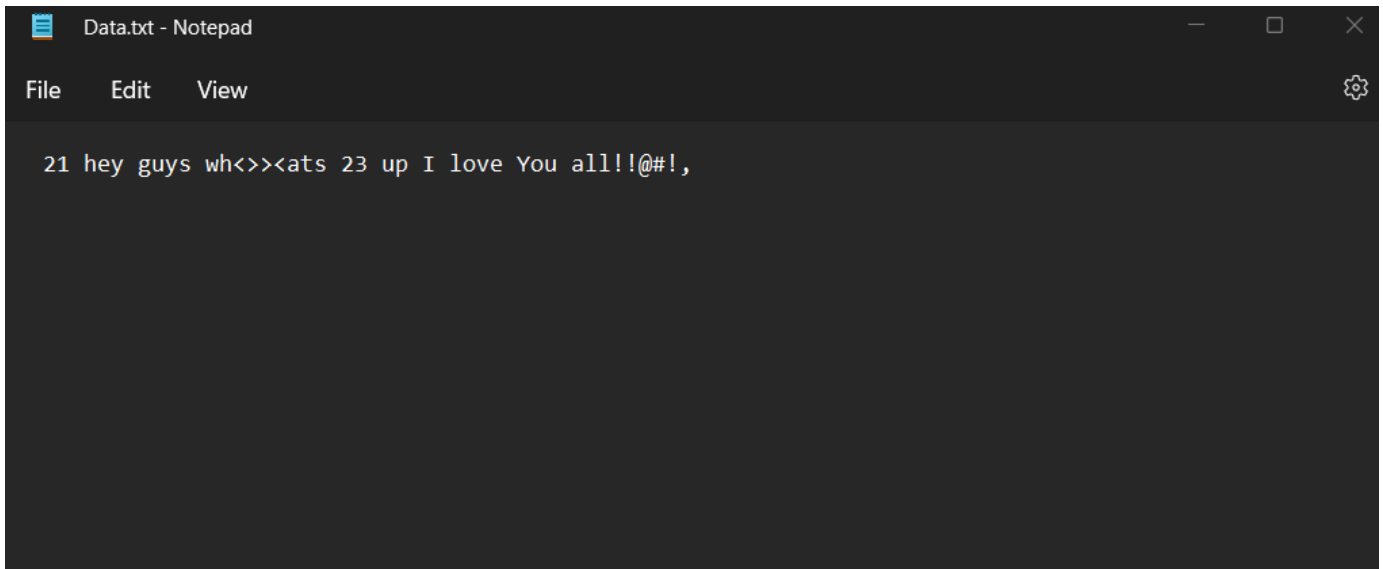 Data.txt - Notepad
File Edit View
21 hey guys wh<>><ats 23 up I love You all!!@#!,